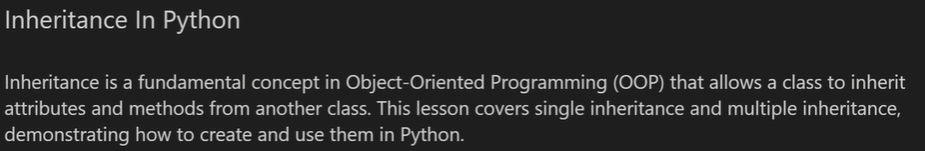 Inheritance In Python
Inheritance is a fundamental concept in Object-Oriented Programming (OOP) that allows a class to inherit
attributes and methods from another class. This lesson covers single inheritance and multiple inheritance,
demonstrating how to create and use them in Python.